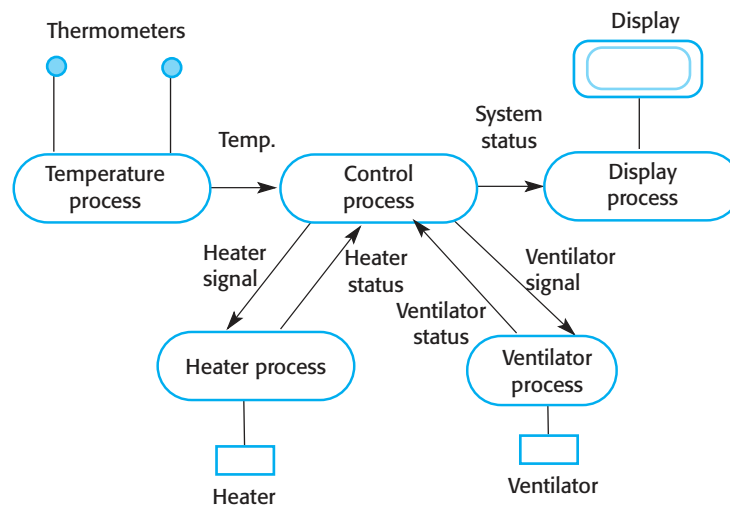 Thermometers
Display
System
status
Temp.
Temperature
process
Control
process
Display
process
Heater
signal
Heater
status
Ventilator
signal
Ventilator
status
Heater process
Ventilator
process
Heater
Ventilator